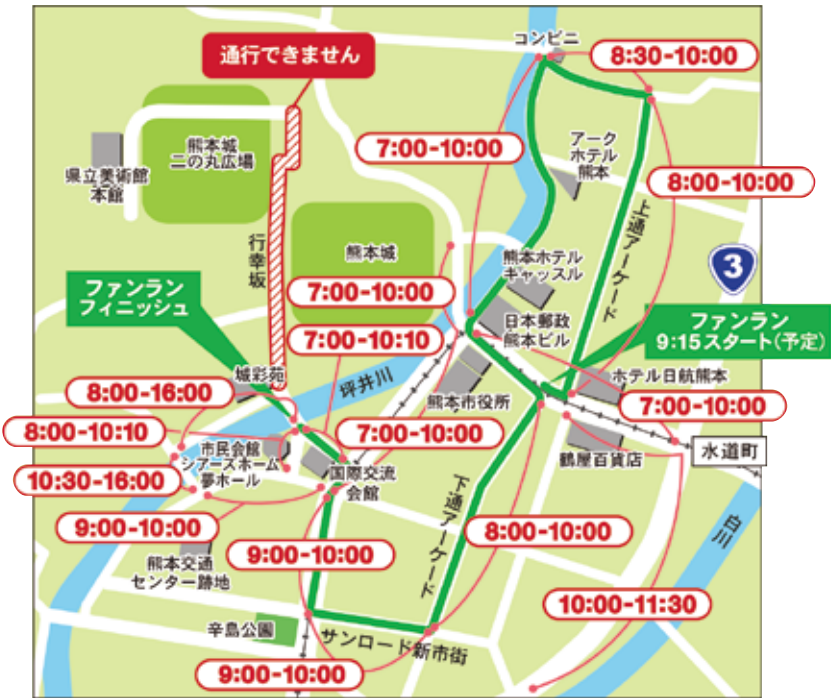 コンビニ
通行できません
8:30-10:00
熊本城
二の丸広場
県立美術館
本館
7:00-10:00
アーク
ホテル
熊本
8:00-10:00
上通アーケード
行幸坂
熊本城
熊本ホテル
キャッスル
3
ファンラン
フィニッシュ
7:00-10:00
日本郵政
熊本ビル
ファンラン
9:15スタート(予定)
7:00-10:10
城彩苑
坪井川
8:00-16:00
熊本市役所
ホテル日航熊本
7:00-10:00
8:00-10:10
市民会館
シアーズホーム
夢ホール
7:00-10:00
水道町
鶴屋百貨店
10:30-16:00
国際交流
会館
下通アーケード
9:00-10:00
8:00-10:00
白川
9:00-10:00
熊本交通
センター跡地
10:00-11:30
辛島公園
サンロード新市街
9:00-10:00